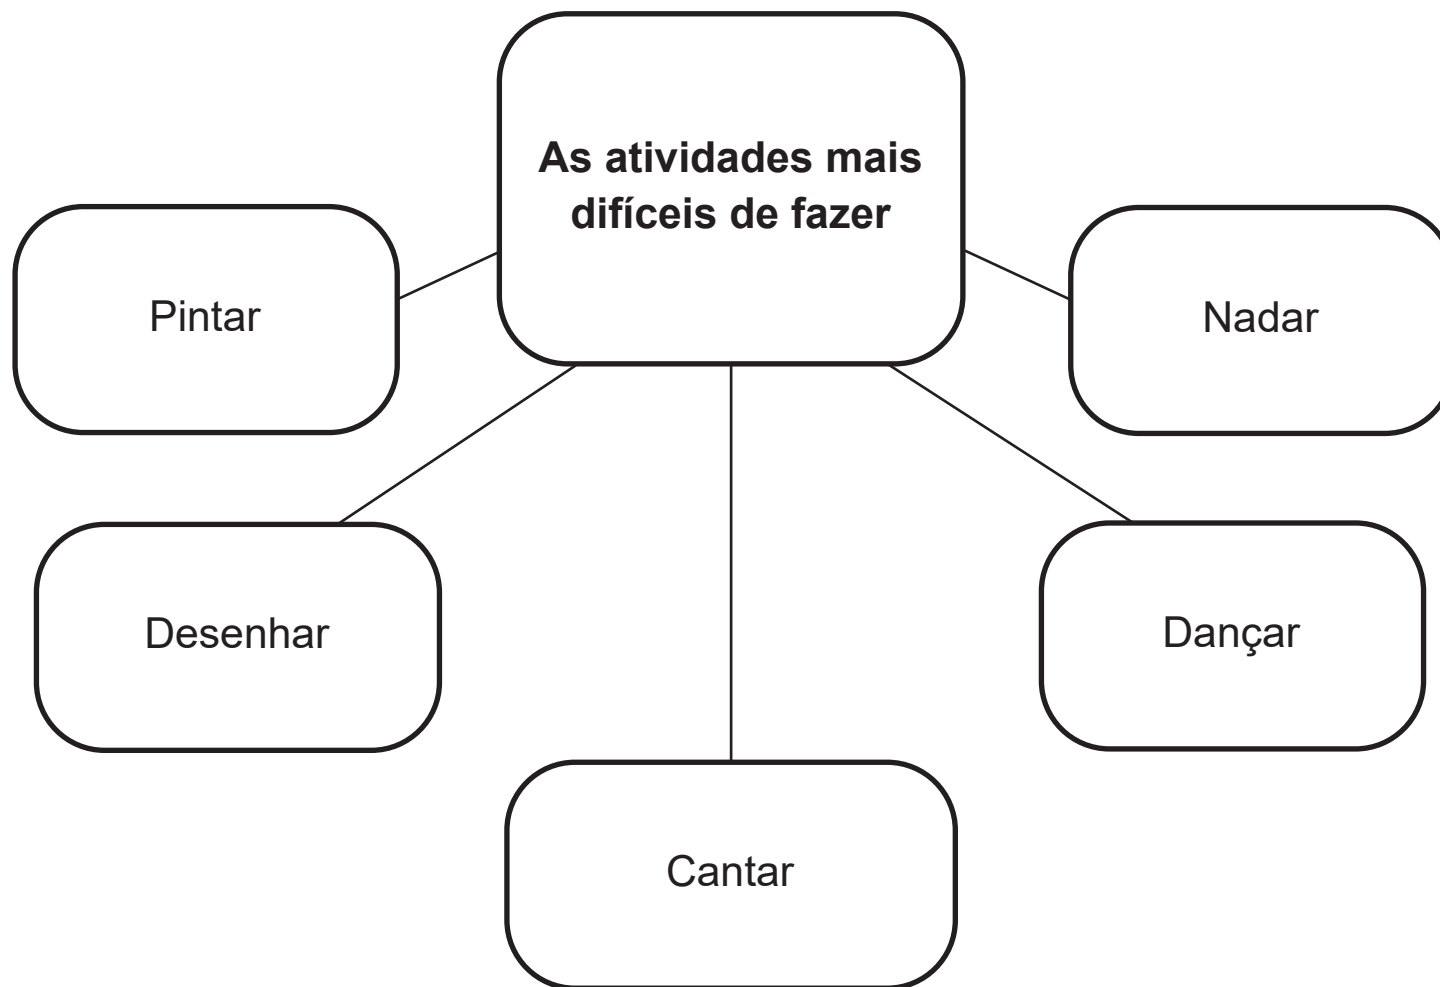 As atividades mais
difíceis de fazer
Pintar
Nadar
Desenhar
Dançar
Cantar